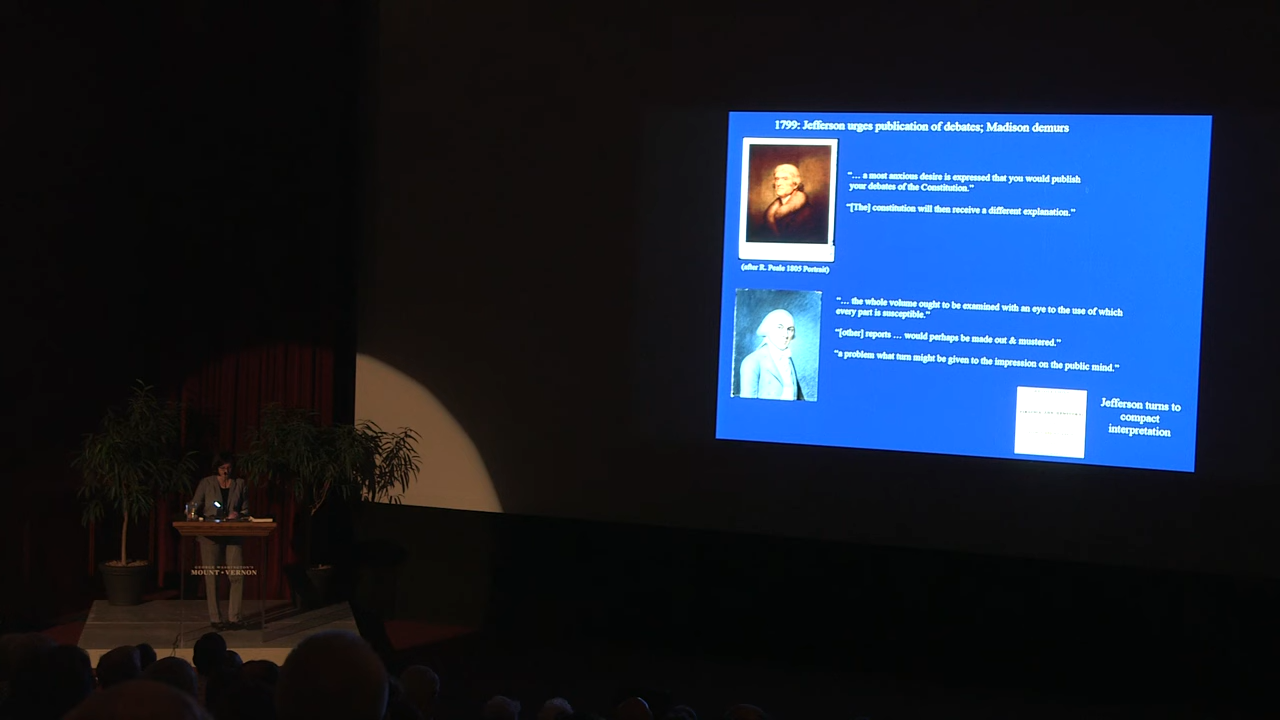 1799: Jefferson urges publication of debates; Madison demurs
“... a most anxious desire is expressed that you would publish
your debates of the Constitution.”
“[The] constitution will then receive a different explanation.”
(after R. Peale 1805 Portrait)
“... the whole volume ought to be examined with an eye to the use of which
every part is susceptible.”
“[other] reports ... would perhaps be made out & mustered.”
“a problem what turn might be given to the impression on the public mind.”
Jefferson turns to
compact
interpretation
GEORGE WASHINGTON'S
MOUNT VERNON